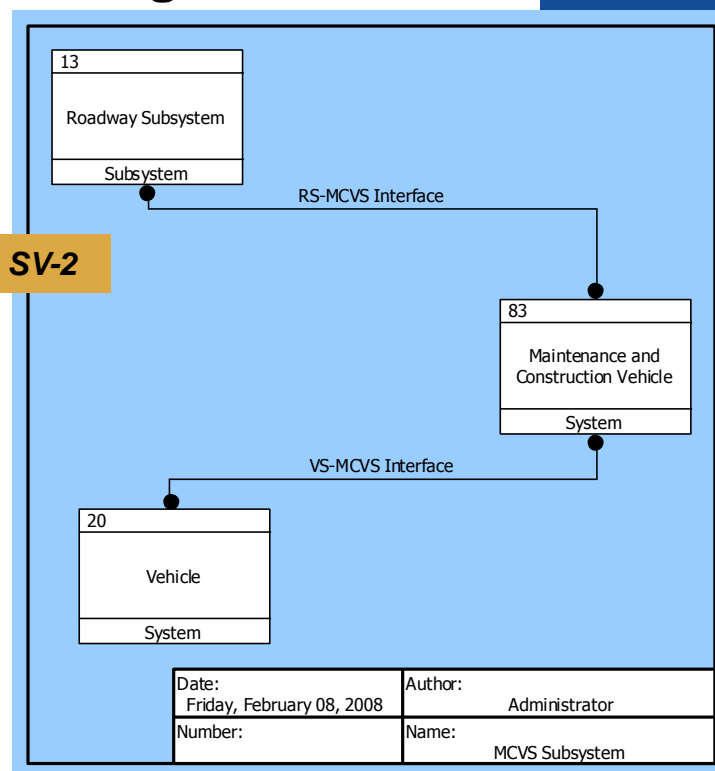 13
Roadway Subsystem
Subsystem
RS-MCVS Interface
SV-2
83
Maintenance and
Construction Vehicle
System
VS-MCVS Interface
20
Vehicle
System
Date:
Friday, February 08, 2008
Author:
Administrator
Number:
Name:
MCVS Subsystem